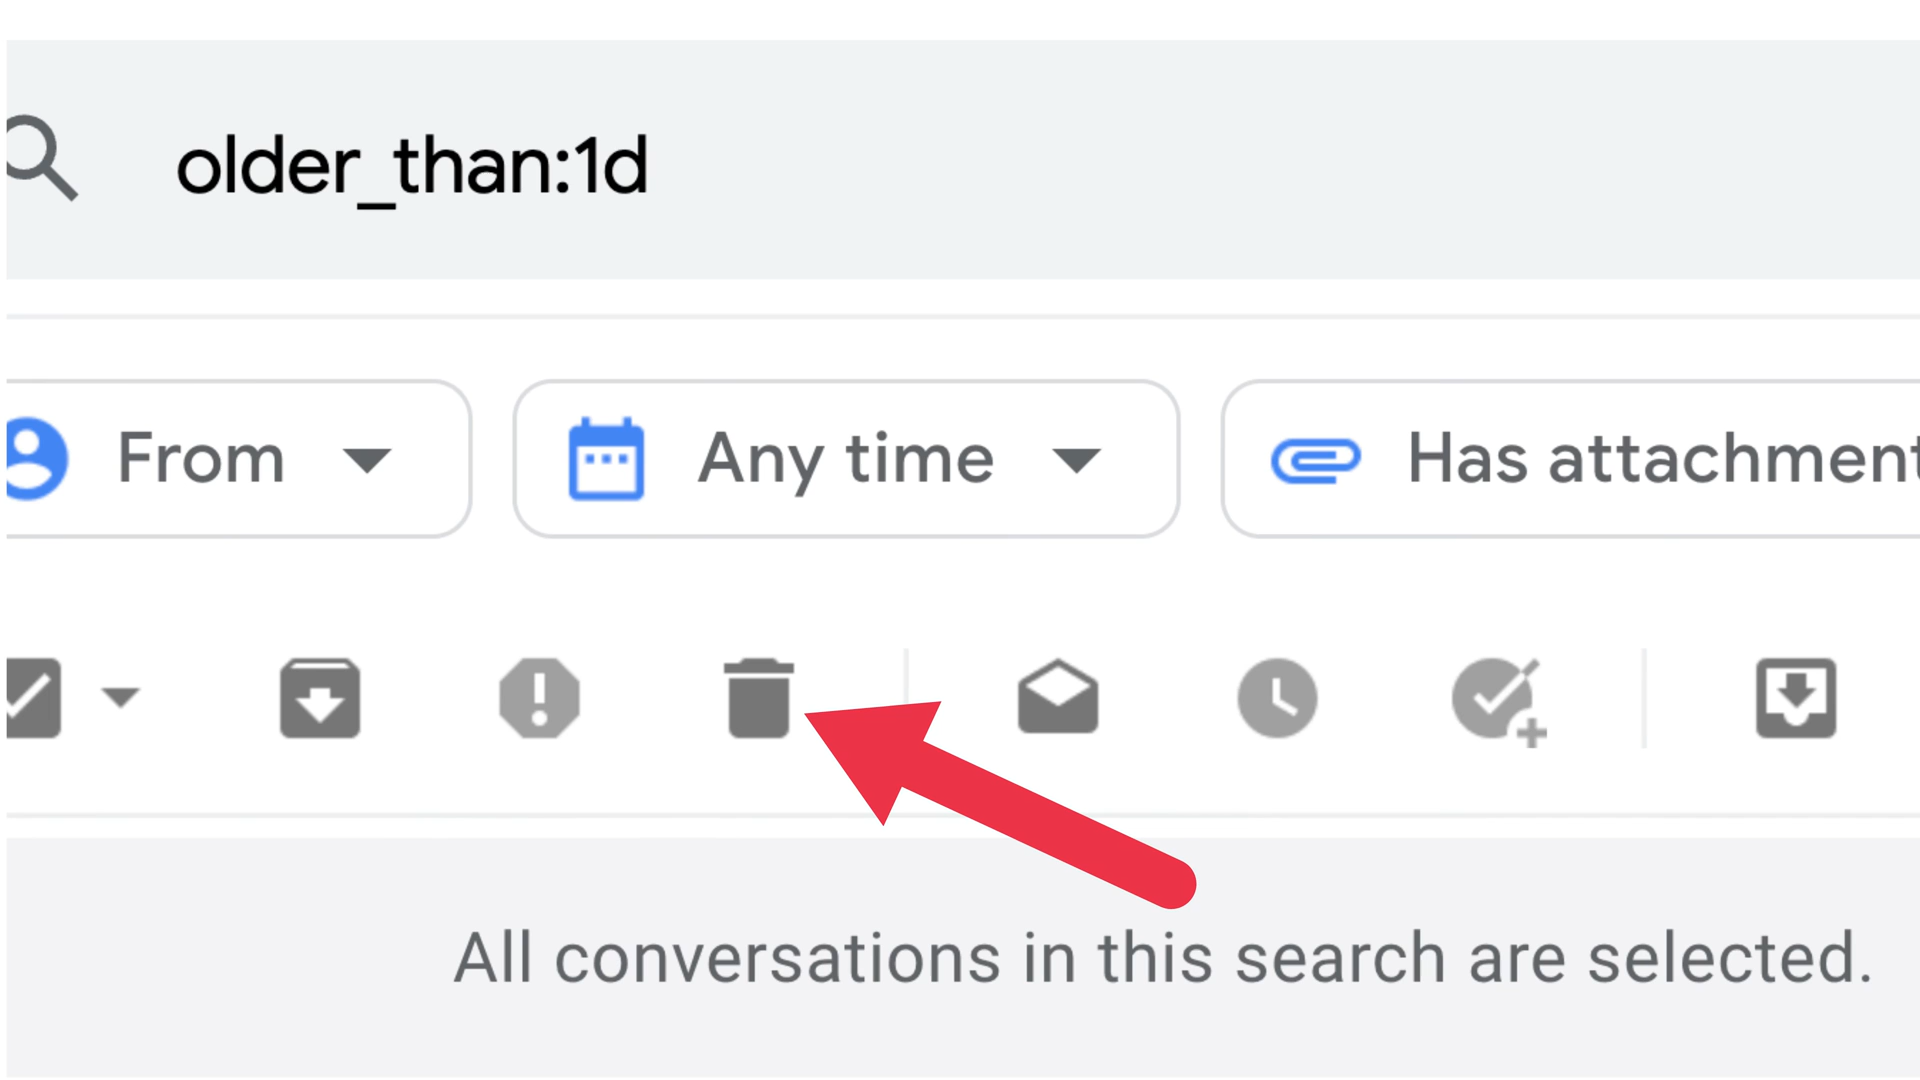 older_than:1d
From
Any time
Has attachment
All conversations in this search are selected.